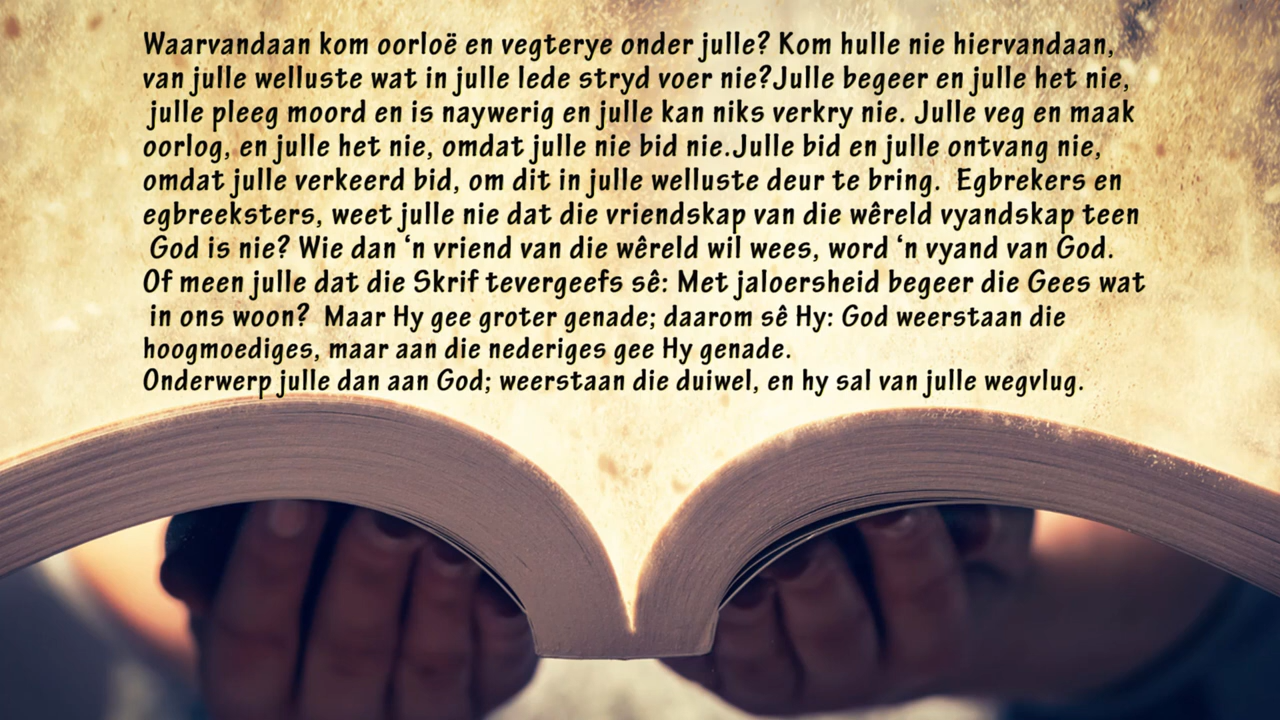 Waarvandaan kom oorloë en vegterye onder julle? Kom hulle nie hiervandaan,
van julle welluste wat in julle lede stryd voer nie?Julle begeer en julle het nie,
julle pleeg moord en is naywerig en julle kan niks verkry nie. Julle veg en maak
oorlog, en julle het nie, omdat julle nie bid nie.Julle bid en julle ontvang nie,
omdat julle verkeerd bid, om dit in julle welluste deur te bring. Egbrekers en
egbreeksters, weet julle nie dat die vriendskap van die wêreld vyandskap teen
God is nie? Wie dan ‘n vriend van die wêreld wil wees, word ‘n vyand van God.
Of meen julle dat die Skrif tevergeefs sê: Met jaloersheid begeer die Gees wat
in ons woon? Maar Hy gee groter genade; daarom sê Hy: God weerstaan die
hoogmoediges, maar aan die nederiges gee Hy genade.
Onderwerp julle dan aan God; weerstaan die duiwel, en hy sal van julle wegvlug.